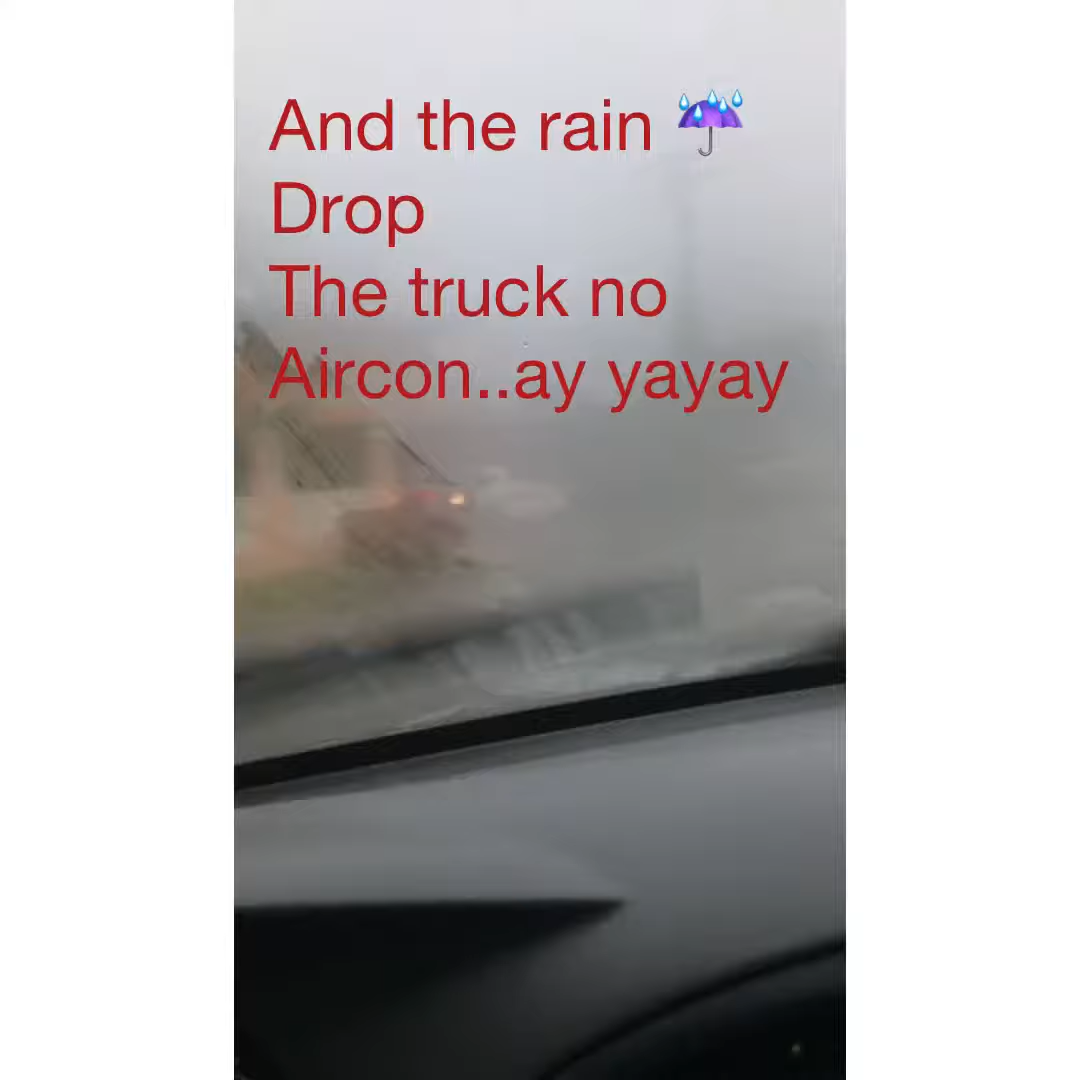 And the rain ☔
Drop
The truck no
Aircon..ay yayay